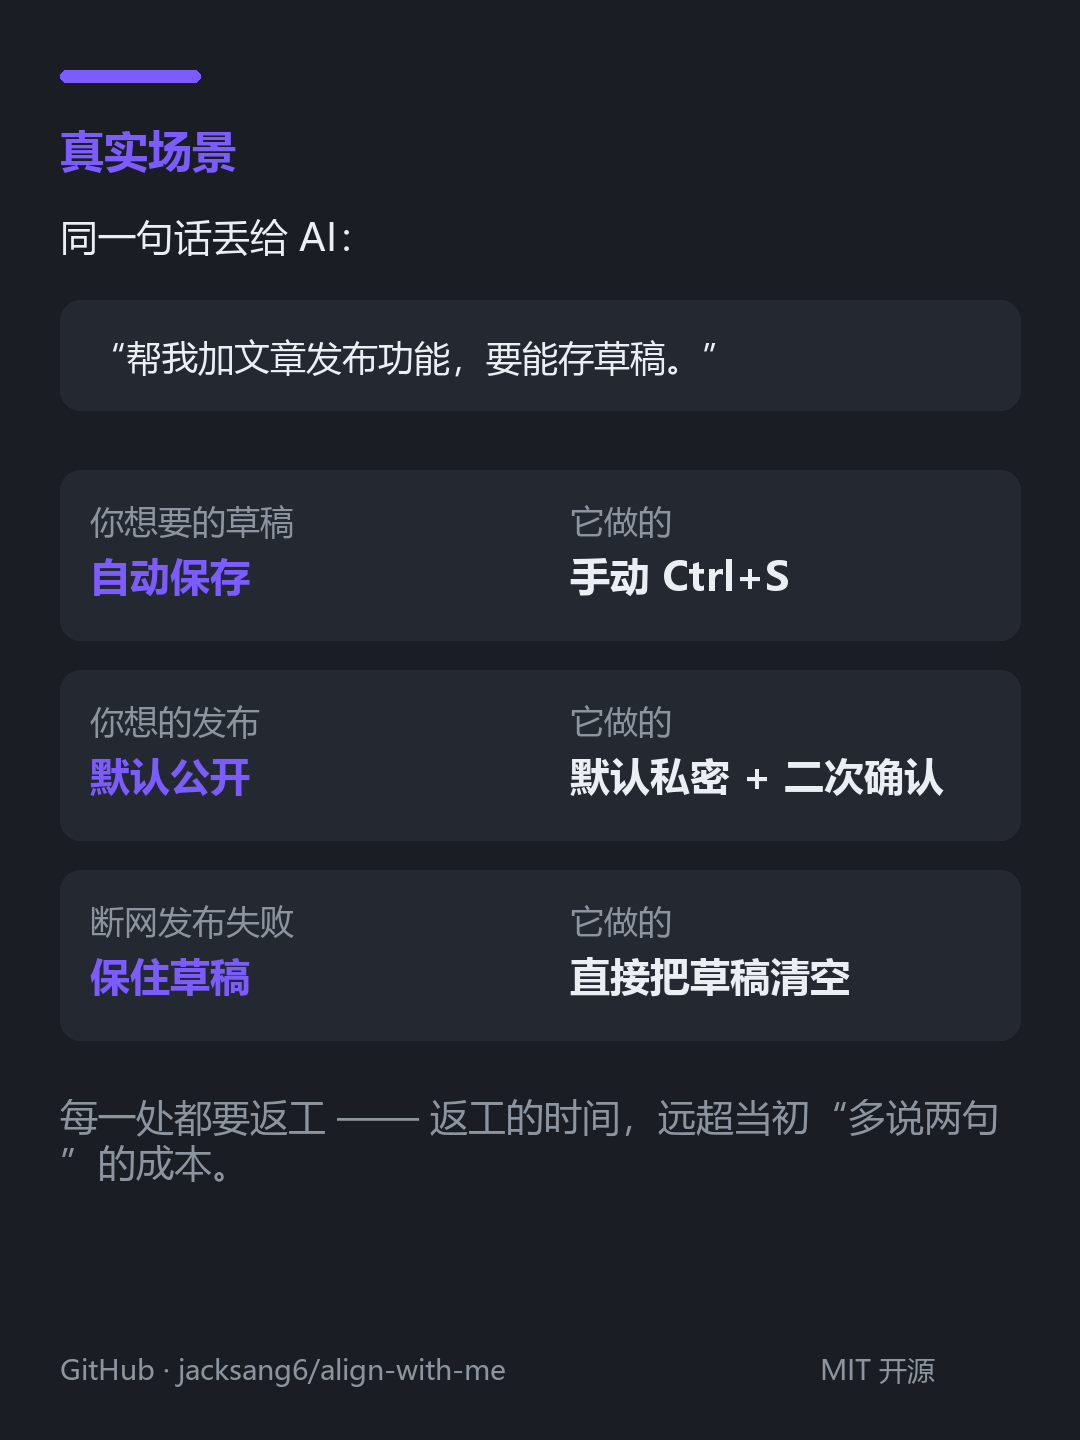 真实场景
同一句话丢给 AI：
“帮我加文章发布功能，要能存草稿。”
你想要的草稿
自动保存
它做的
手动 Ctrl+S
你想的发布
默认公开
它做的
默认私密 + 二次确认
断网发布失败
保住草稿
它做的
直接把草稿清空
每一处都要返工 —— 返工的时间，远超当初“多说两句
”的成本。
GitHub · jacksang6/align-with-me
MIT 开源